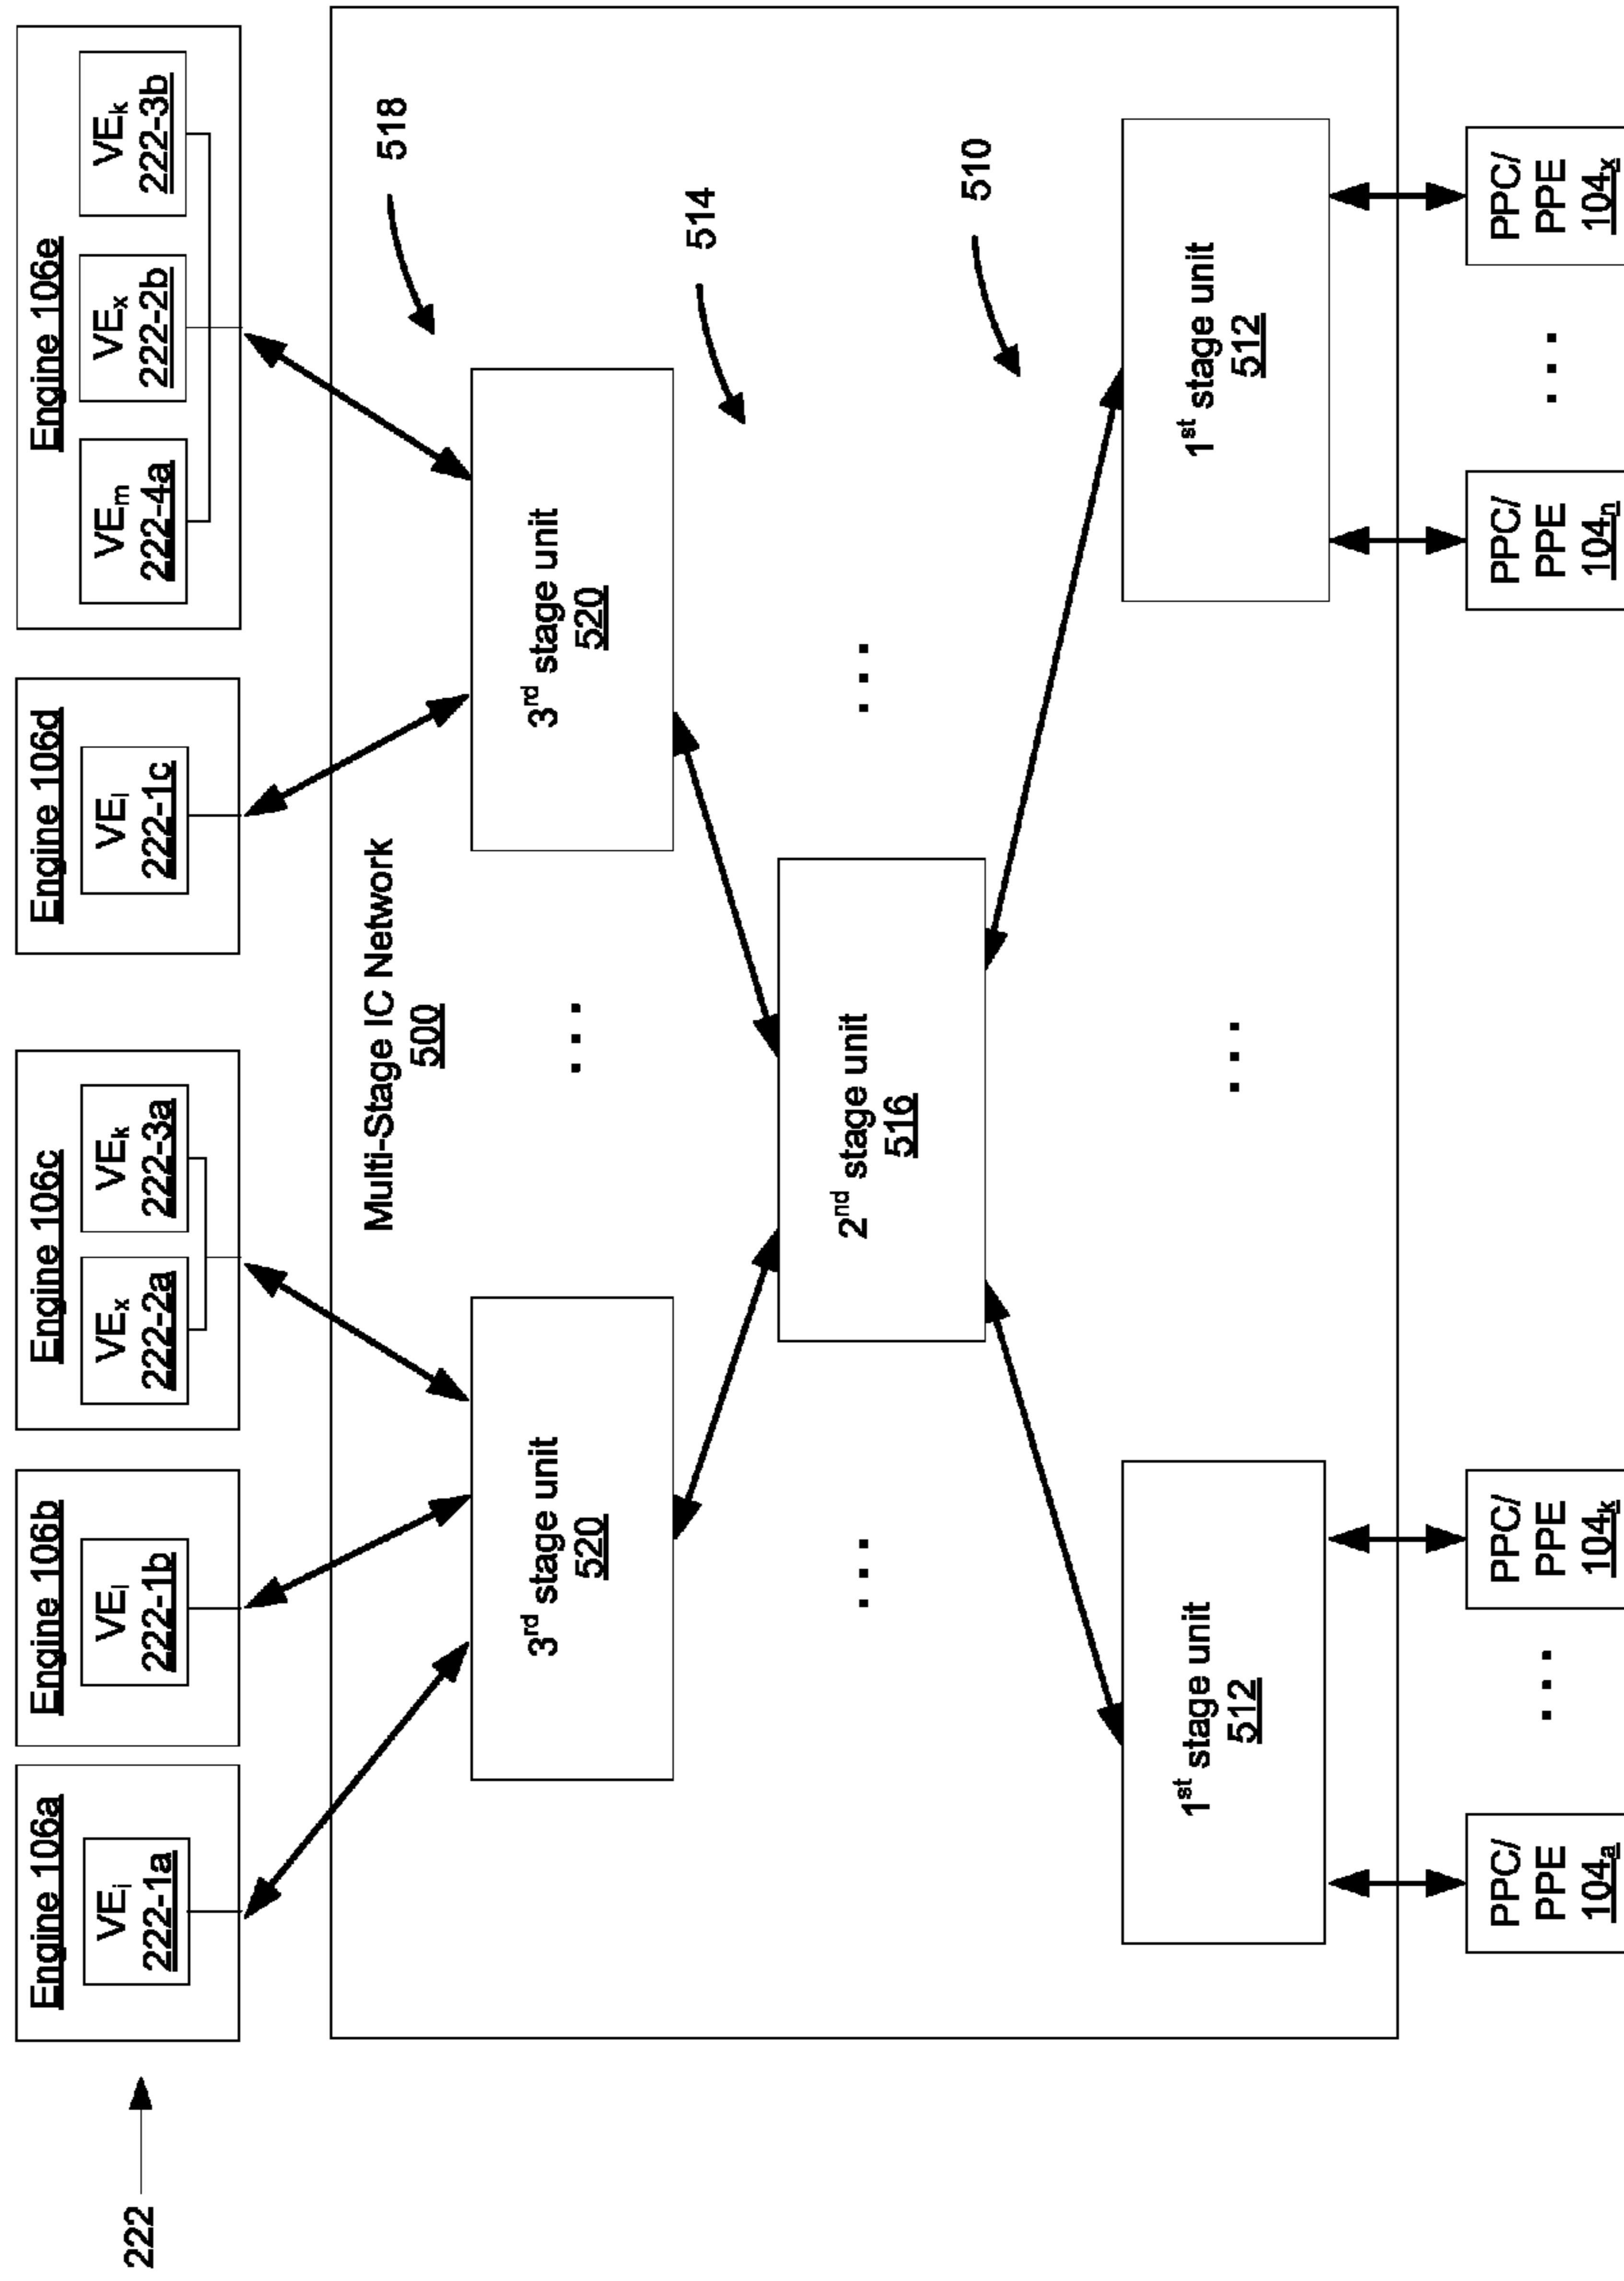 222
Engine 106a
VEᵢ
222-1a
Engine 106b
VEₗ
222-1b
Engine 106c
VEₓ
222-2a
VEₖ
222-3a
Engine 106d
VEₗ
222-1c
Engine 106e
VEₘ
222-4a
VEₓ
222-2b
VEₖ
222-3b
Multi-Stage IC Network
500
518
3rd stage unit
520
...
3rd stage unit
520
514
...
2nd stage unit
516
...
510
1st stage unit
512
...
1st stage unit
512
PPC/
PPE
104a
...
PPC/
PPE
104k
PPC/
PPE
104n
...
PPC/
PPE
104x